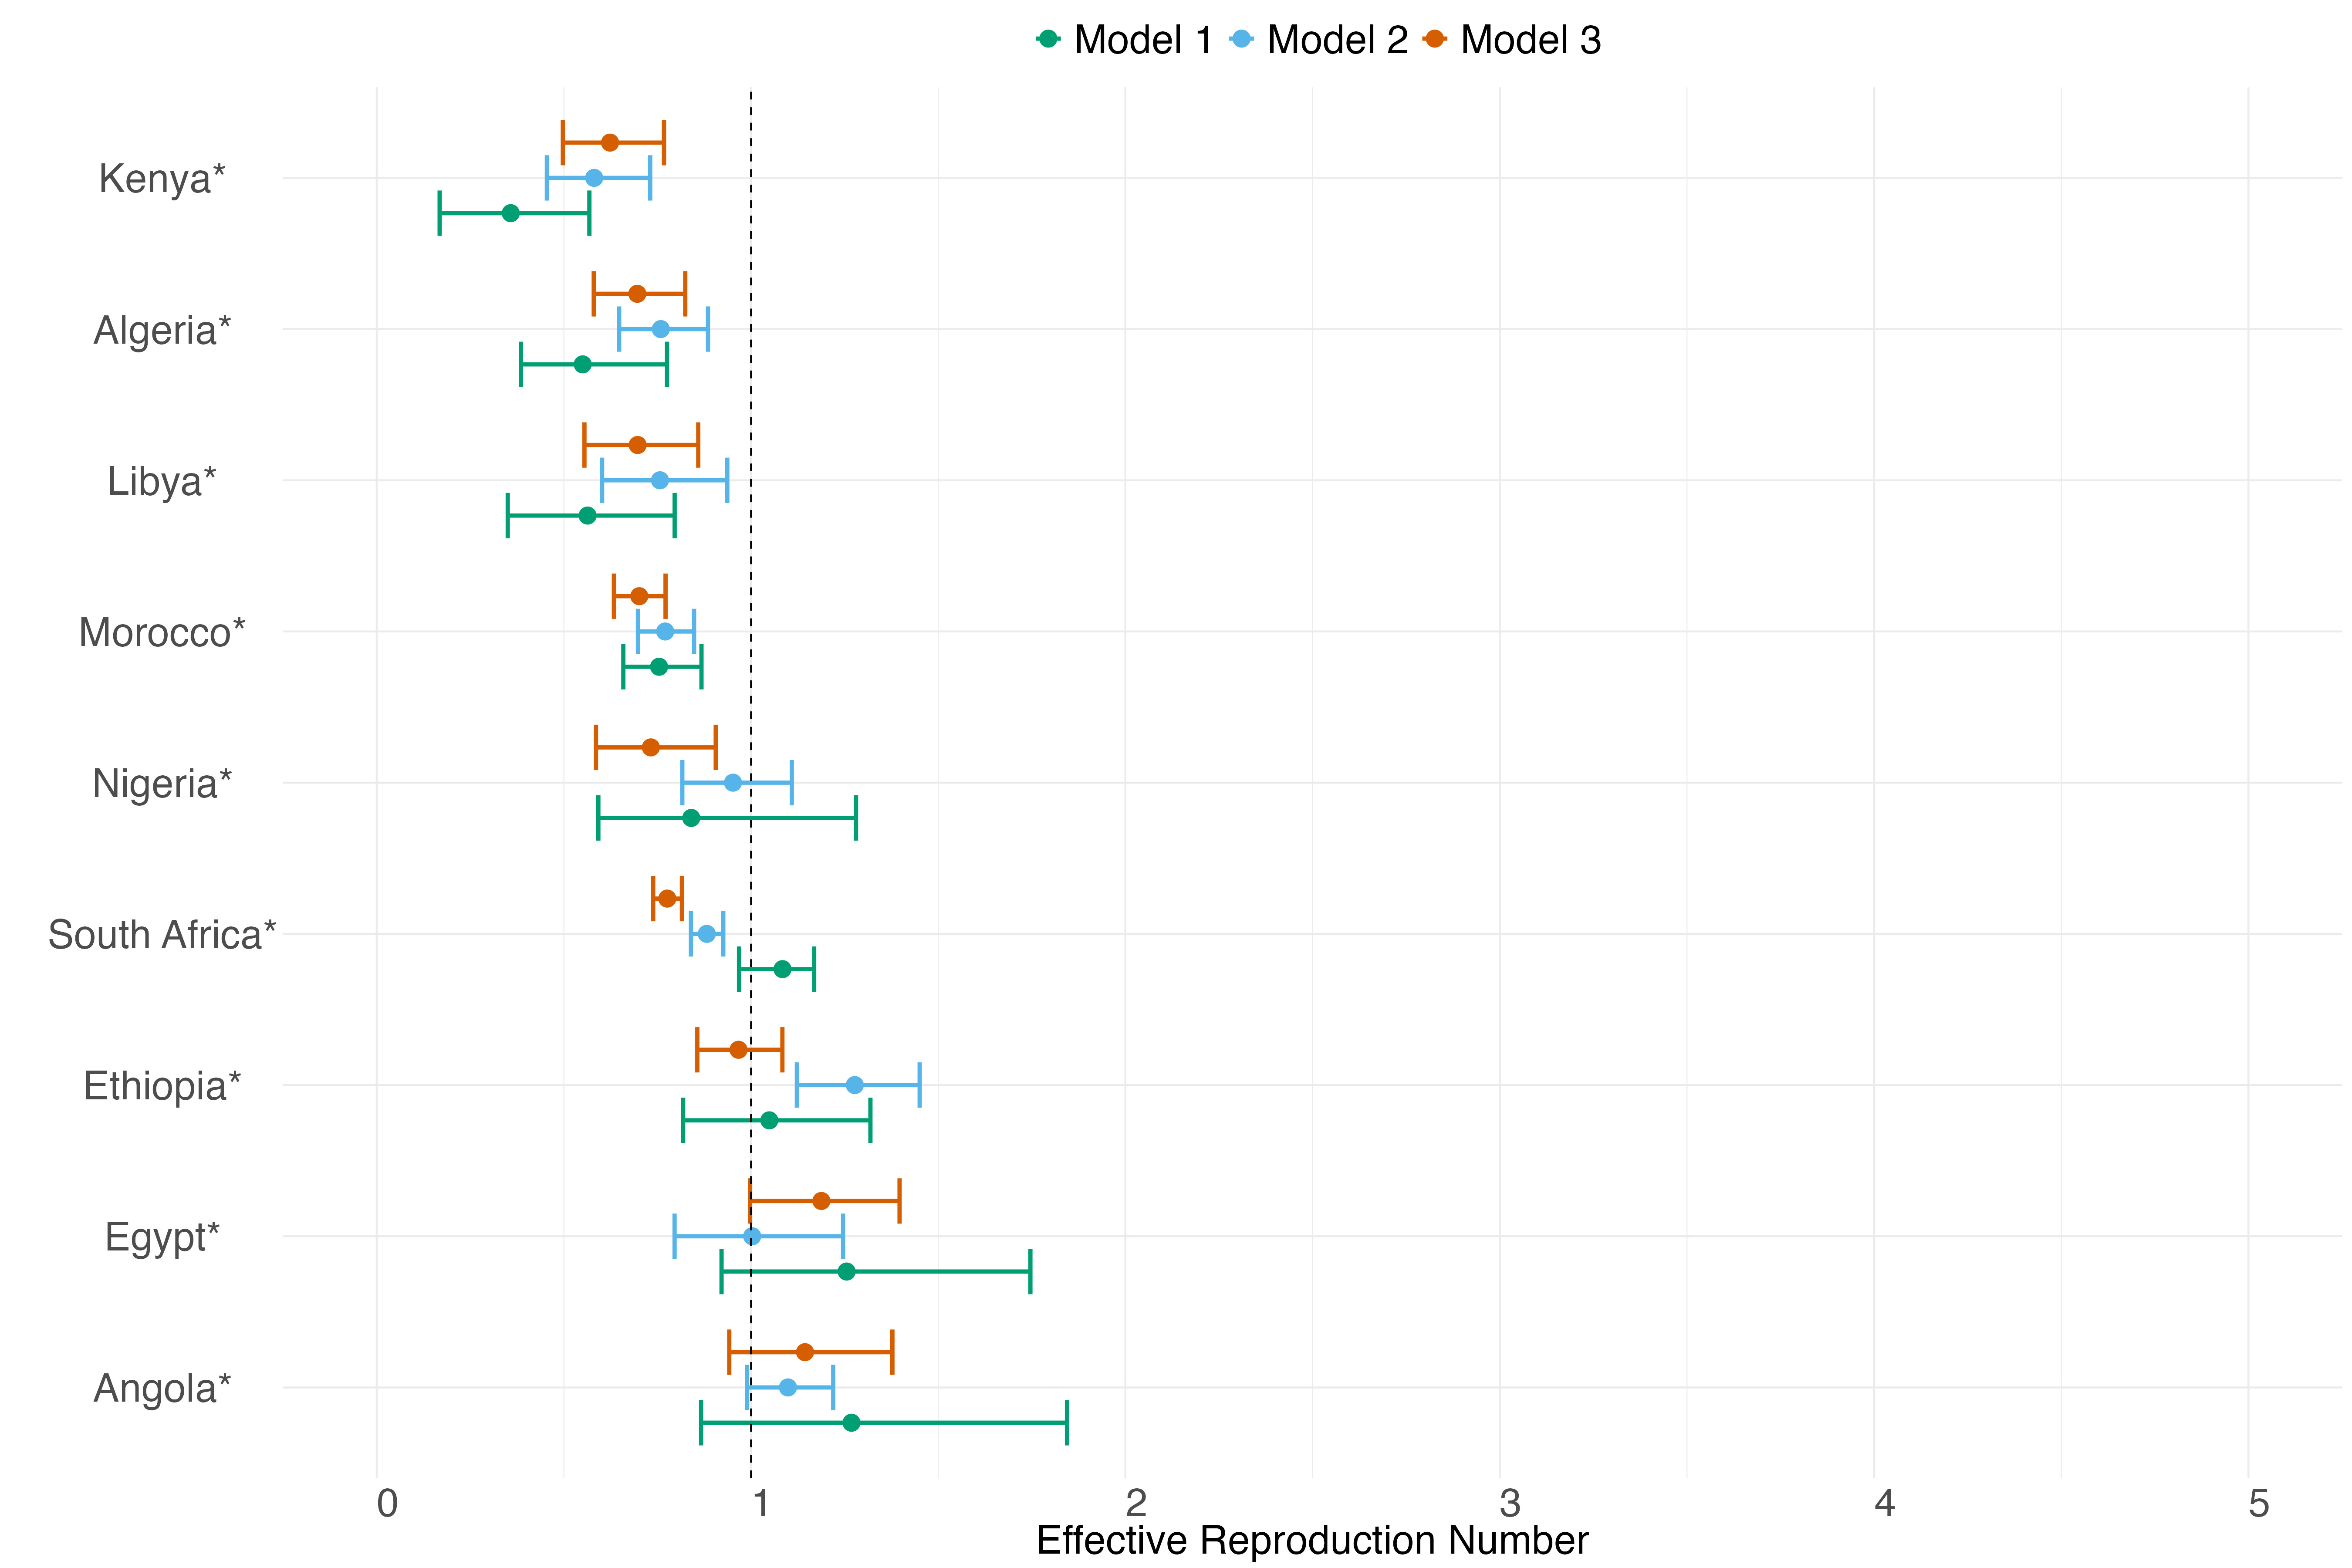 Model 1 Model 2 Model 3
Kenya*
Algeria*
Libya*
Morocco*
Nigeria*
South Africa*
Ethiopia*
Egypt*
Angola*
0 1 2 3 4 5
Effective Reproduction Number